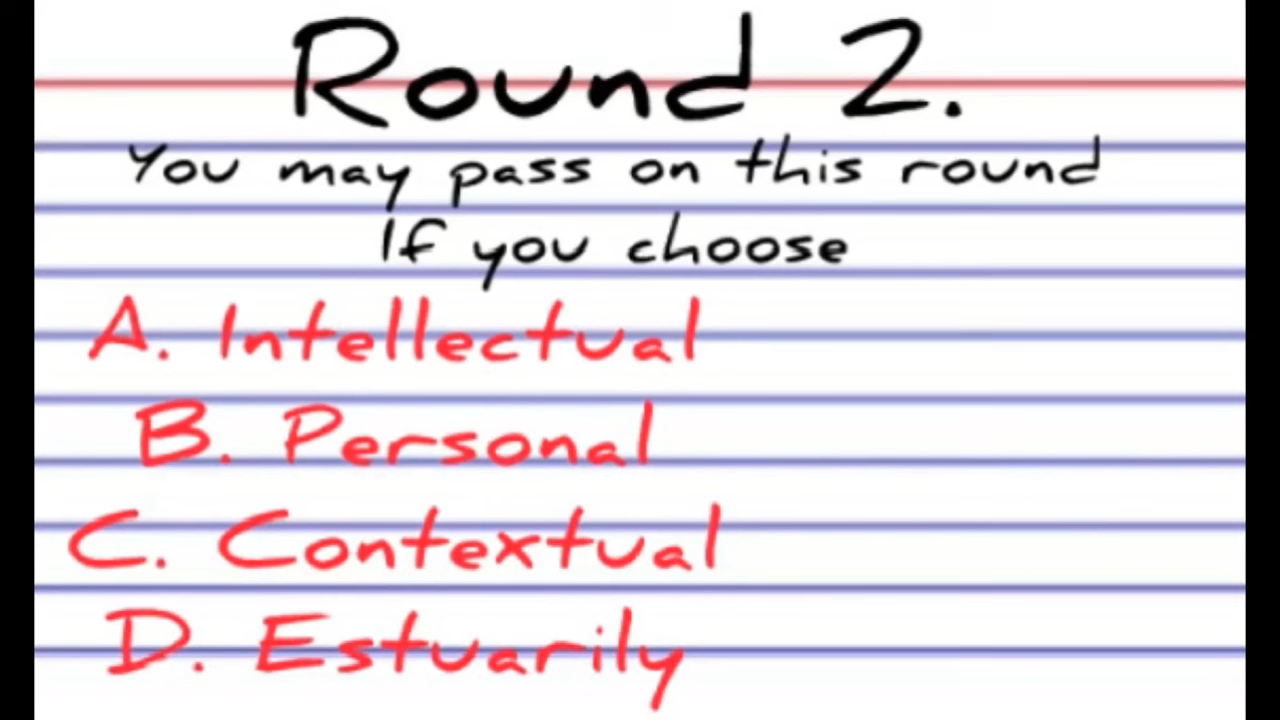 Round 2.
You may pass on this round
If you choose
A. Intellectual
B. Personal
C. Contextual
D. Estuarily